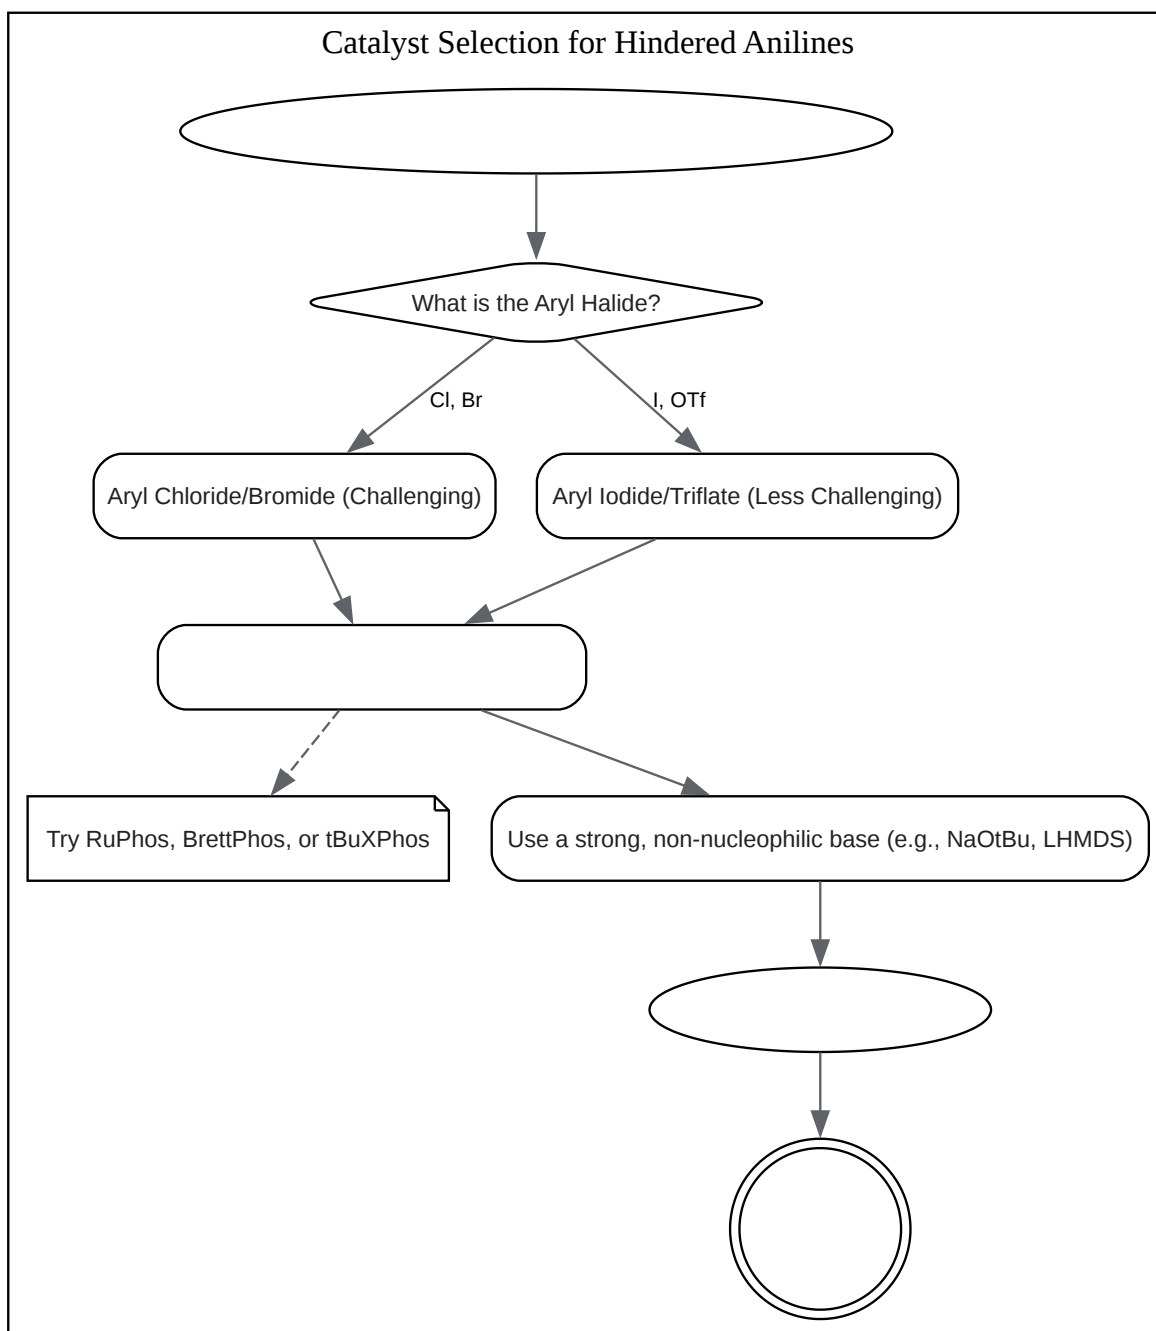 Catalyst Selection for Hindered Anilines
What is the Aryl Halide?
Cl, Br
I, OTf
Aryl Chloride/Bromide (Challenging)
Aryl Iodide/Triflate (Less Challenging)
Try RuPhos, BrettPhos, or tBuXPhos
Use a strong, non-nucleophilic base (e.g., NaOtBu, LHMDS)